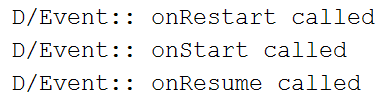 D/Event:: onRestart called
D/Event:: onStart called
D/Event:: onResume called